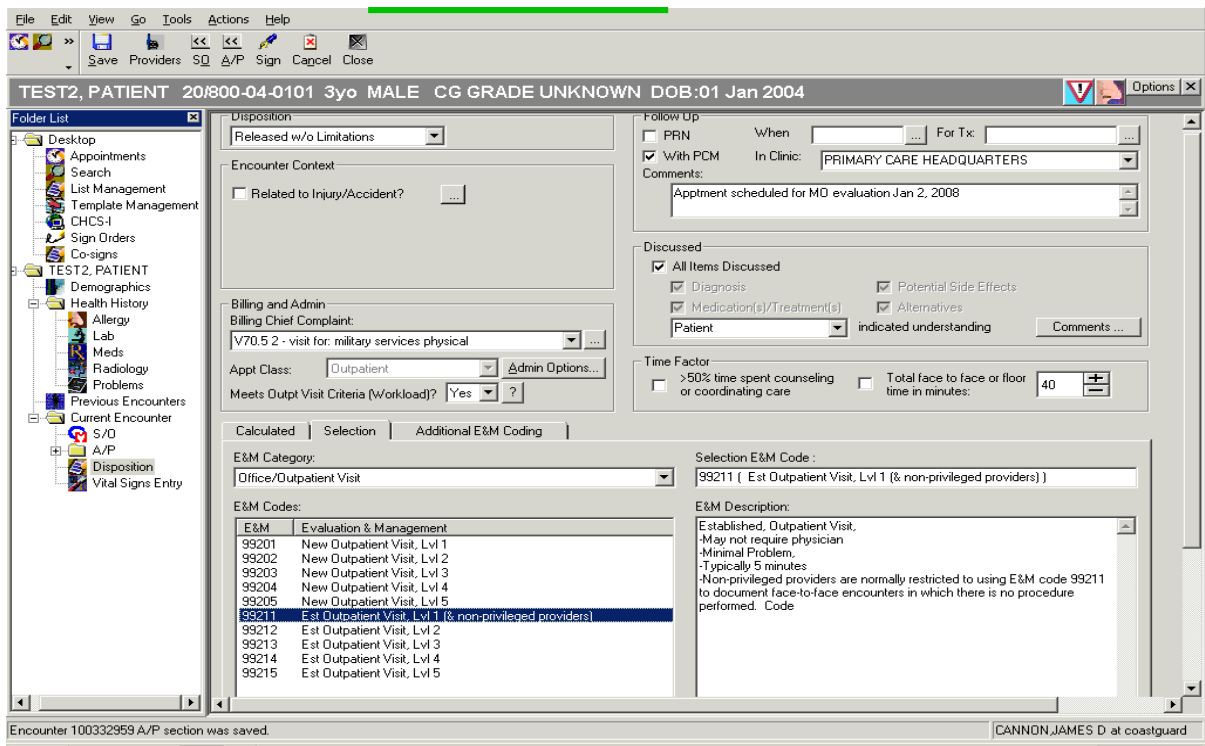 File Edit View Go Tools Actions Help
» Save Providers << SO << A/P Sign Cancel Close
TEST2, PATIENT 20/800-04-0101 3yo MALE CG GRADE UNKNOWN DOB:01 Jan 2004
Options
Folder List
Desktop
Appointments
Search
List Management
Template Management
CHCS-I
Sign Orders
Co-signs
TEST2, PATIENT
Demographics
Health History
Allergy
Lab
Meds
Radiology
Problems
Previous Encounters
Current Encounter
S/O
A/P
Disposition
Vital Signs Entry
Disposition
Released w/o Limitations
Encounter Context
Related to Injury/Accident? ...
Billing and Admin
Billing Chief Complaint:
V70.5 2 - visit for: military services physical ...
Appt Class: Outpatient Admin Options...
Meets Outpt Visit Criteria (Workload)? Yes ?
Follow Up
PRN When ... For Tx: ...
With PCM In Clinic: PRIMARY CARE HEADQUARTERS
Comments:
Apptment scheduled for MO evaluation Jan 2, 2008
Discussed
All Items Discussed
Diagnosis Potential Side Effects
Medication(s)/Treatment(s) Alternatives
Patient indicated understanding Comments ...
Time Factor
>50% time spent counseling
or coordinating care
Total face to face or floor
time in minutes: 40
Calculated Selection Additional E&M Coding
E&M Category:
Office/Outpatient Visit
E&M Codes:
E&M Evaluation & Management
99201 New Outpatient Visit, Lvl 1
99202 New Outpatient Visit, Lvl 2
99203 New Outpatient Visit, Lvl 3
99204 New Outpatient Visit, Lvl 4
99205 New Outpatient Visit, Lvl 5
99211 Est Outpatient Visit, Lvl 1 (& non-privileged providers)
99212 Est Outpatient Visit, Lvl 2
99213 Est Outpatient Visit, Lvl 3
99214 Est Outpatient Visit, Lvl 4
99215 Est Outpatient Visit, Lvl 5
Selection E&M Code :
99211 ( Est Outpatient Visit, Lvl 1 (& non-privileged providers) )
E&M Description:
Established, Outpatient Visit,
-May not require physician
-Minimal Problem,
-Typically 5 minutes
-Non-privileged providers are normally restricted to using E&M code 99211
to document face-to-face encounters in which there is no procedure
performed. Code
Encounter 100332959 A/P section was saved.
CANNON,JAMES D at coastguard